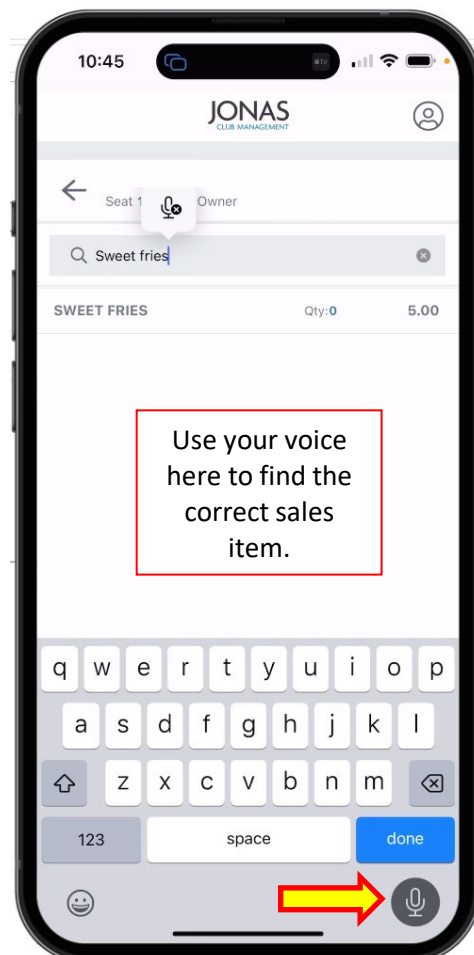 10:45
tv
JONAS
CLUB MANAGEMENT
Seat 1 Owner
Sweet fries
SWEET FRIES Qty:0 5.00
Use your voice
here to find the
correct sales
item.
q w e r t y u i o p
a s d f g h j k l
z x c v b n m
123 space done